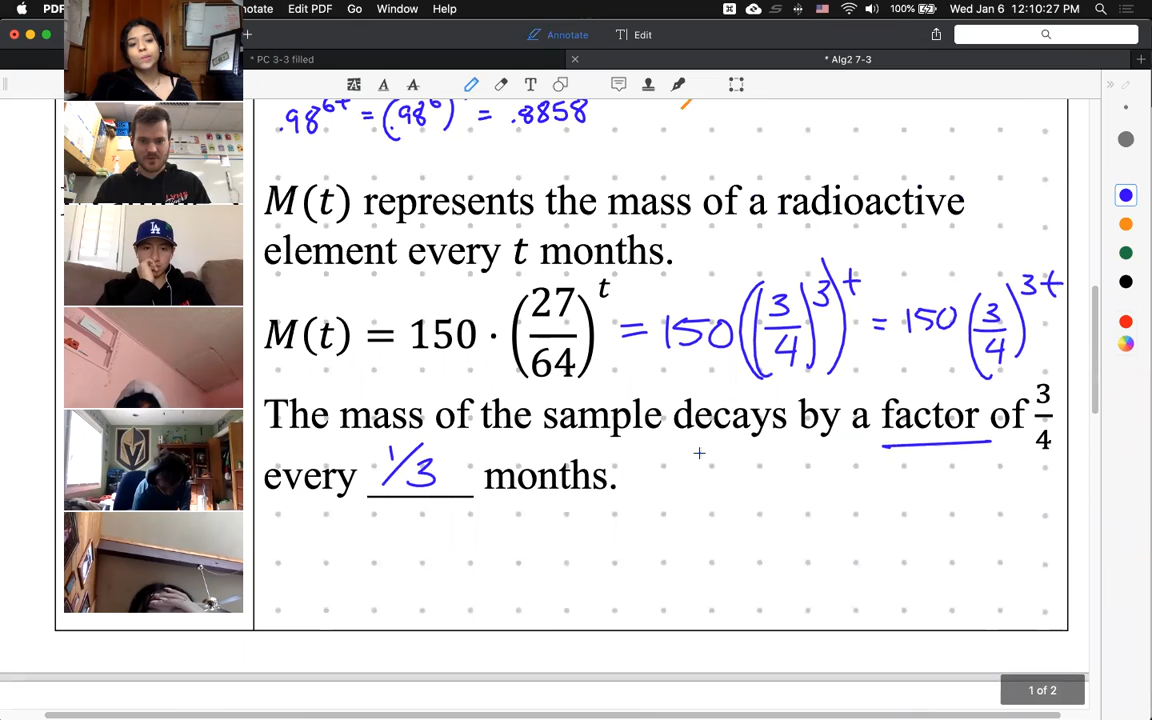 PDF notate Edit PDF Go Window Help 100% Wed Jan 6 12:10:27 PM
Annotate Edit
* PC 3-3 filled * Alg2 7-3
.98^{6t} = (.98^6) = .8858
M(t) represents the mass of a radioactive
element every t months.
M(t) = 150 · (27/64)^t = 150((3/4)^3)^t = 150(3/4)^{3t}
The mass of the sample decays by a factor of 3/4
every 1/3 months.
LA
1 of 2